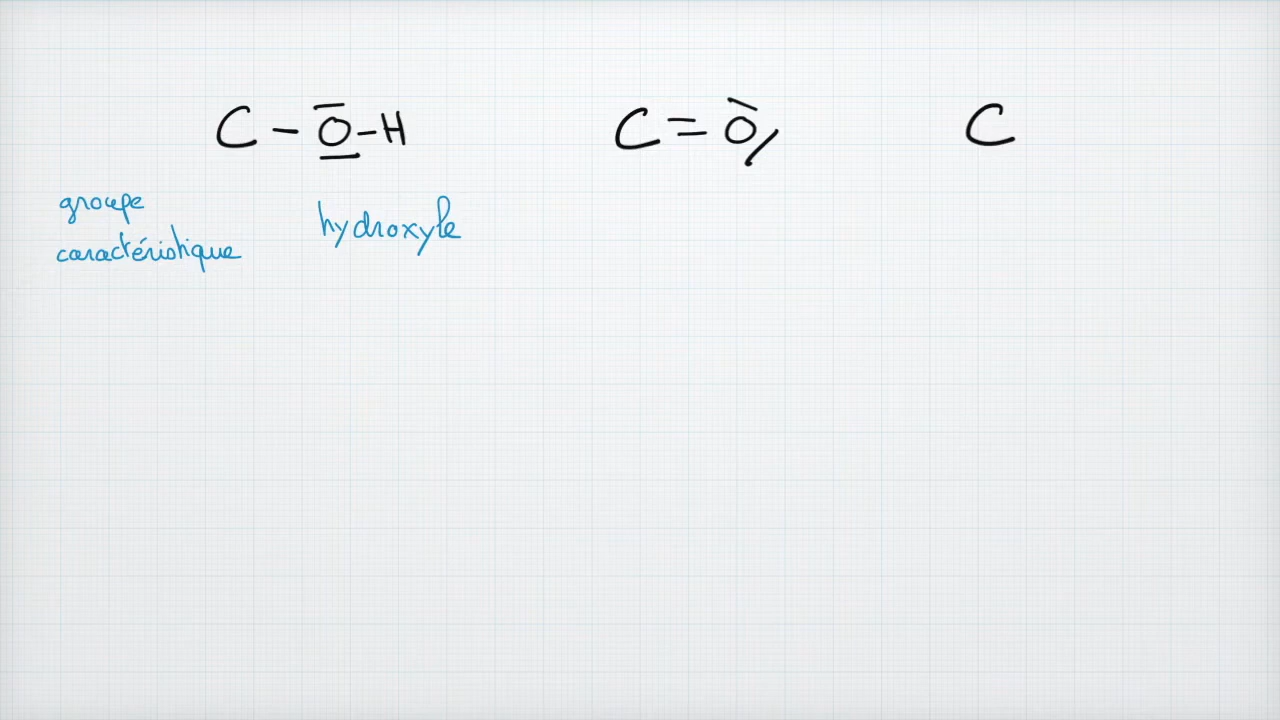 C - O - H    C = O    C
groupe
caractéristique    hydroxyle